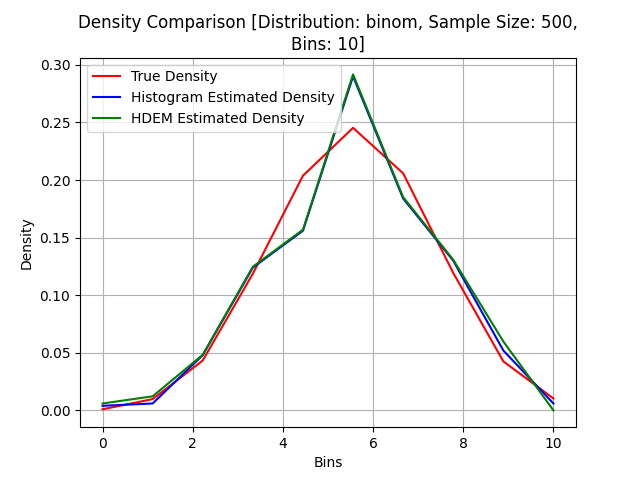 Density Comparison [Distribution: binom, Sample Size: 500,
Bins: 10]
True Density
Histogram Estimated Density
HDEM Estimated Density
Density
0.30
0.25
0.20
0.15
0.10
0.05
0.00
0 2 4 6 8 10
Bins